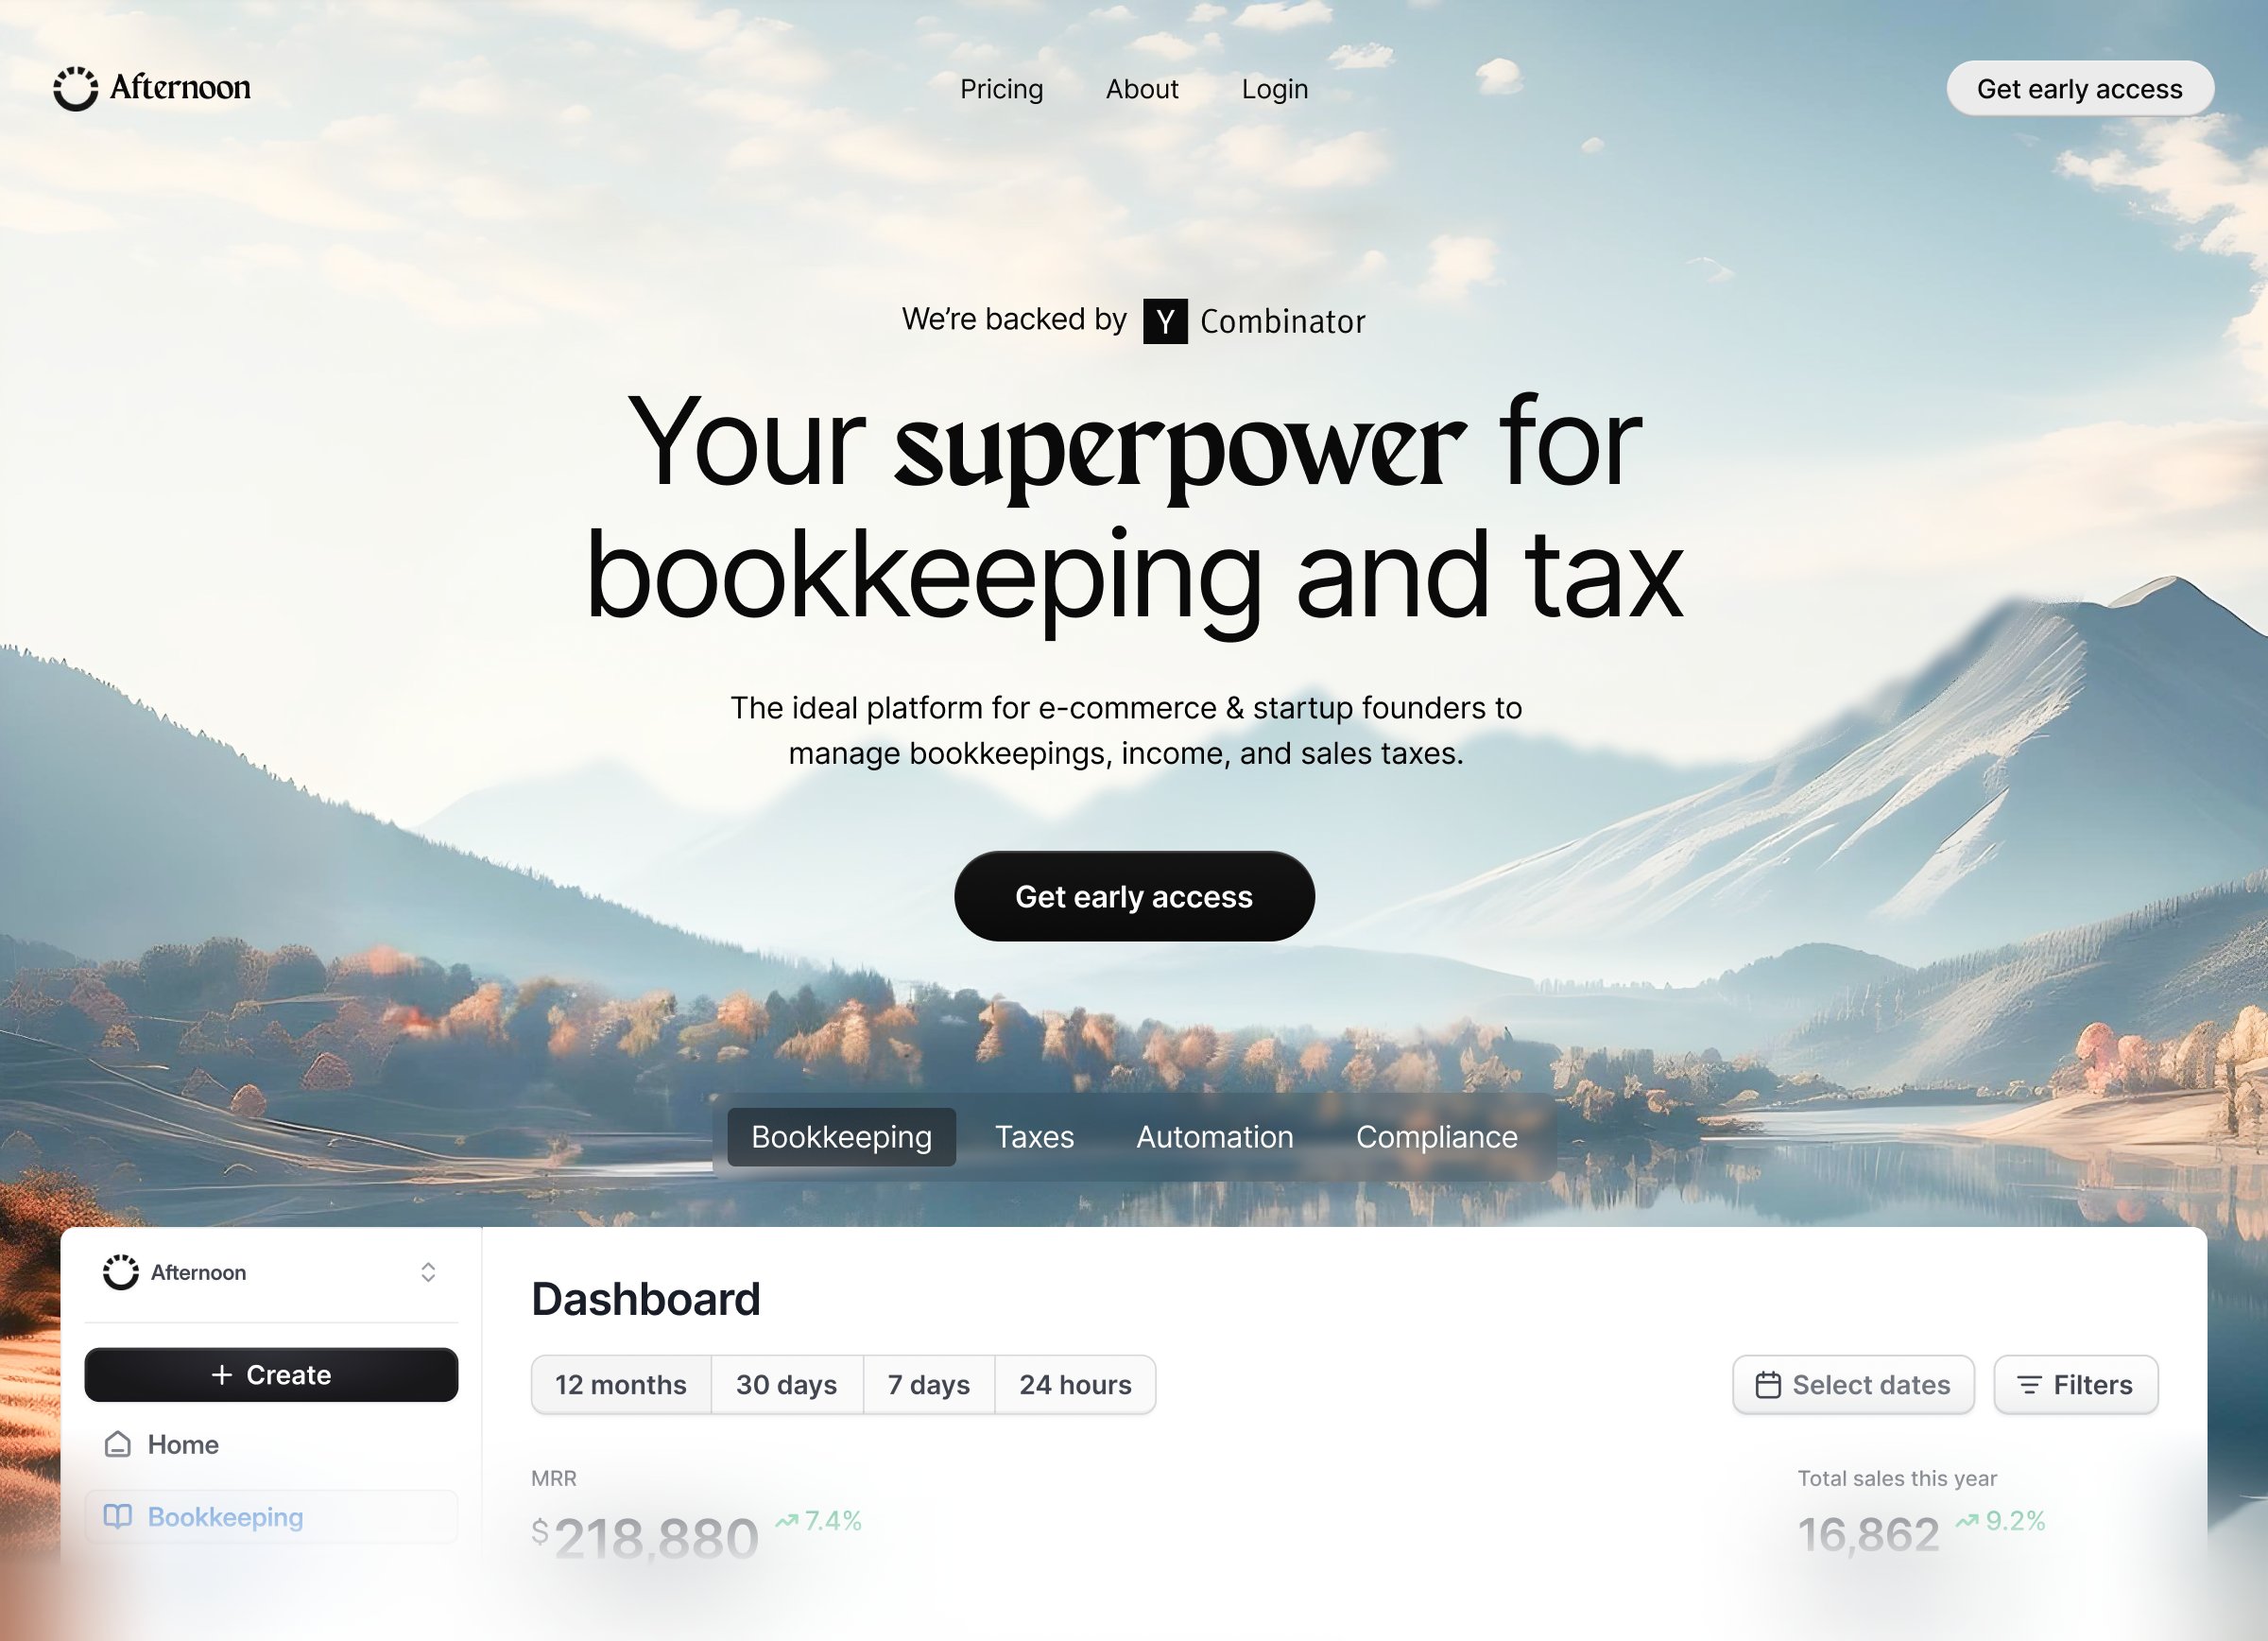 Afternoon
Pricing
About
Login
Get early access
We’re backed by Y Combinator
Your superpower for
bookkeeping and tax
The ideal platform for e-commerce & startup founders to
manage bookkeepings, income, and sales taxes.
Get early access
Bookkeeping
Taxes
Automation
Compliance
Afternoon
Create
Home
Bookkeeping
Dashboard
12 months
30 days
7 days
24 hours
Select dates
Filters
MRR
$218,880
7.4%
Total sales this year
16,862
9.2%